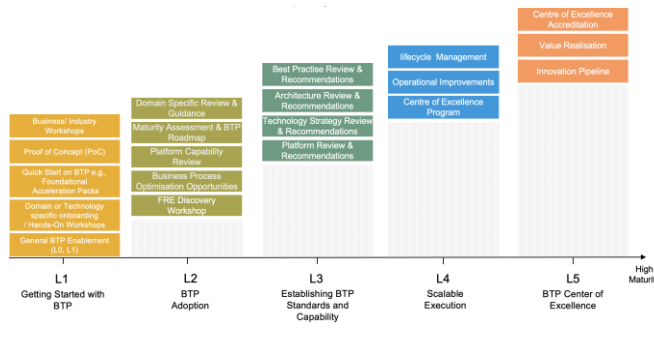 Centre of Excellence
Accreditation
Value Realisation
Innovation Pipeline
lifecycle Management
Operational Improvements
Centre of Excellence
Program
Best Practise Review &
Recommendations
Architecture Review &
Recommendations
Technology Strategy Review
& Recommendations
Platform Review &
Recommendations
Domain Specific Review &
Guidance
Maturity Assessment & BTP
Roadmap
Platform Capability
Review
Business Process
Optimisation Opportunities
FRE Discovery
Workshop
Business/ Industry
Workshops
Proof of Concept (PoC)
Quick Start on BTP e.g.,
Foundational
Acceleration Packs
Domain or Technology
specific onboarding
/ Hands-On Workshops
General BTP Enablement
(L0, L1)
L1
Getting Started with
BTP
L2
BTP
Adoption
L3
Establishing BTP
Standards and
Capability
L4
Scalable
Execution
L5
BTP Center of
Excellence
High
Maturi